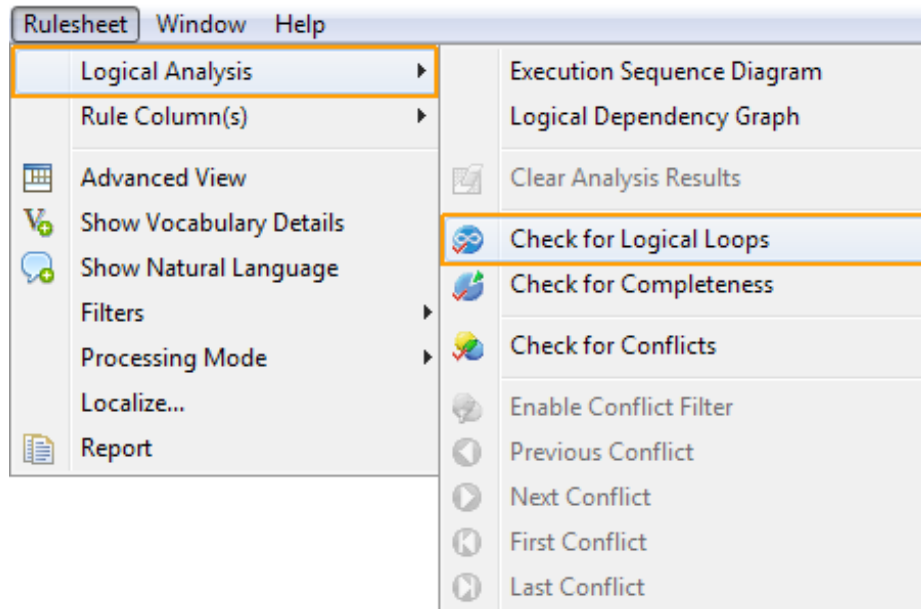 Rulesheet Window Help
Logical Analysis
Rule Column(s)
Advanced View
Show Vocabulary Details
Show Natural Language
Filters
Processing Mode
Localize...
Report
Execution Sequence Diagram
Logical Dependency Graph
Clear Analysis Results
Check for Logical Loops
Check for Completeness
Check for Conflicts
Enable Conflict Filter
Previous Conflict
Next Conflict
First Conflict
Last Conflict